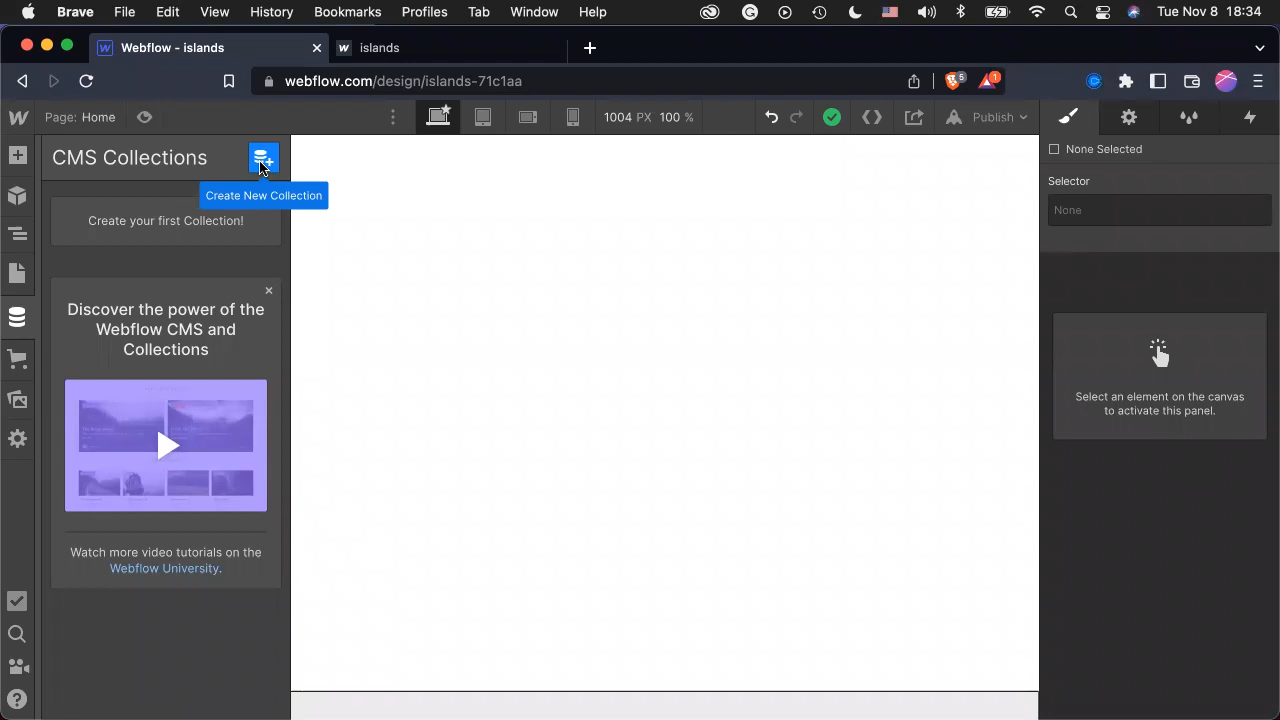 Brave File Edit View History Bookmarks Profiles Tab Window Help Tue Nov 8 18:34
Webflow - islands
islands
webflow.com/design/islands-71c1aa
5
1
Page: Home
1004 PX 100 %
Publish
CMS Collections
None Selected
Create New Collection
Selector
None
Create your first Collection!
Discover the power of the
Webflow CMS and
Collections
Select an element on the canvas
to activate this panel.
Watch more video tutorials on the
Webflow University.